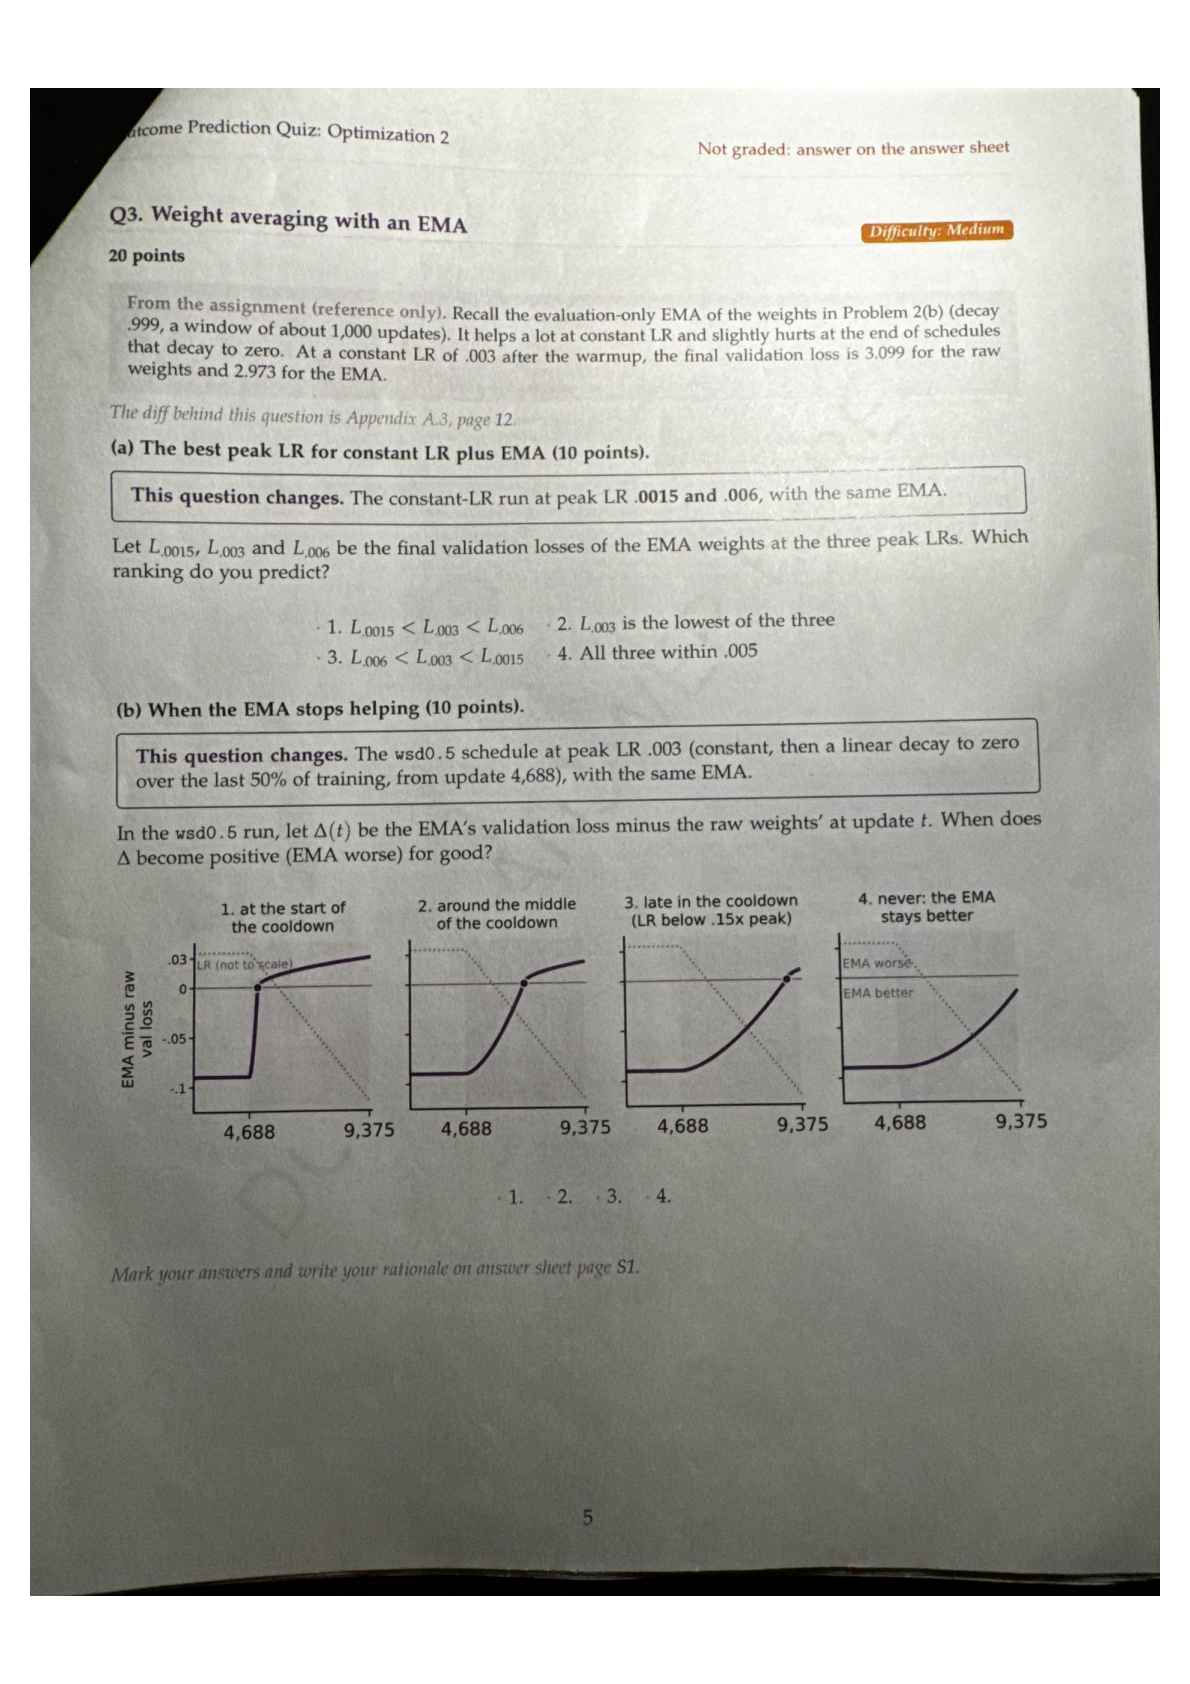 utcome Prediction Quiz: Optimization 2
Not graded: answer on the answer sheet
Q3. Weight averaging with an EMA
Difficulty: Medium
20 points
From the assignment (reference only). Recall the evaluation-only EMA of the weights in Problem 2(b) (decay
.999, a window of about 1,000 updates). It helps a lot at constant LR and slightly hurts at the end of schedules
that decay to zero. At a constant LR of .003 after the warmup, the final validation loss is 3.099 for the raw
weights and 2.973 for the EMA.
The diff behind this question is Appendix A.3, page 12.
(a) The best peak LR for constant LR plus EMA (10 points).
This question changes. The constant-LR run at peak LR .0015 and .006, with the same EMA.
Let L.0015, L.003 and L.006 be the final validation losses of the EMA weights at the three peak LRs. Which
ranking do you predict?
· 1. L.0015 < L.003 < L.006 · 2. L.003 is the lowest of the three
· 3. L.006 < L.003 < L.0015 · 4. All three within .005
(b) When the EMA stops helping (10 points).
This question changes. The wsd0.5 schedule at peak LR .003 (constant, then a linear decay to zero
over the last 50% of training, from update 4,688), with the same EMA.
In the wsd0.5 run, let Δ(t) be the EMA's validation loss minus the raw weights' at update t. When does
Δ become positive (EMA worse) for good?
1. at the start of
the cooldown
2. around the middle
of the cooldown
3. late in the cooldown
(LR below .15x peak)
4. never: the EMA
stays better
EMA minus raw
val loss
.03
0
-.05
-.1
LR (not to scale)
EMA worse
EMA better
4,688 9,375
4,688 9,375
4,688 9,375
4,688 9,375
· 1. · 2. · 3. · 4.
Mark your answers and write your rationale on answer sheet page S1.
5